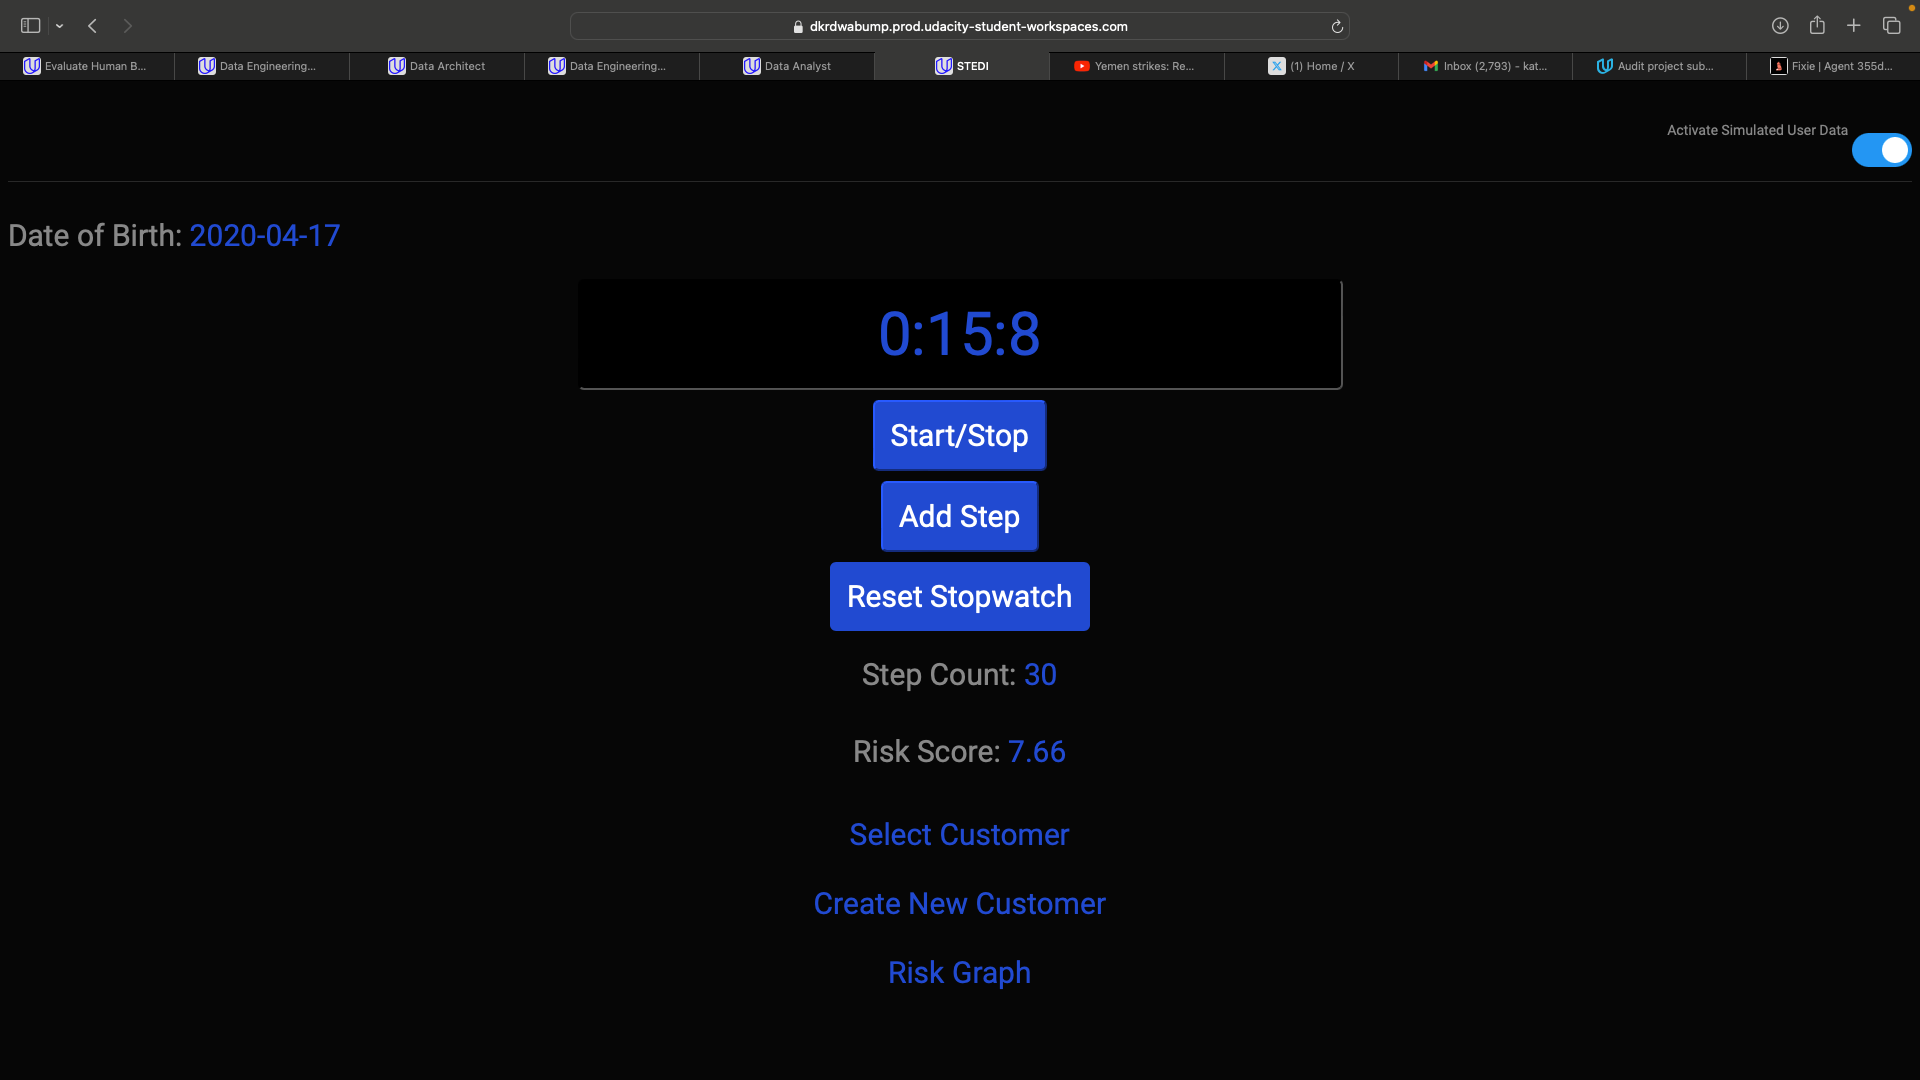 dkrdwabump.prod.udacity-student-workspaces.com
Evaluate Human B...
Data Engineering...
Data Architect
Data Engineering...
Data Analyst
STEDI
Yemen strikes: Re...
(1) Home / X
Inbox (2,793) - kat...
Audit project sub...
Fixie | Agent 355d...
Activate Simulated User Data
Date of Birth: 2020-04-17
0:15:8
Start/Stop
Add Step
Reset Stopwatch
Step Count: 30
Risk Score: 7.66
Select Customer
Create New Customer
Risk Graph